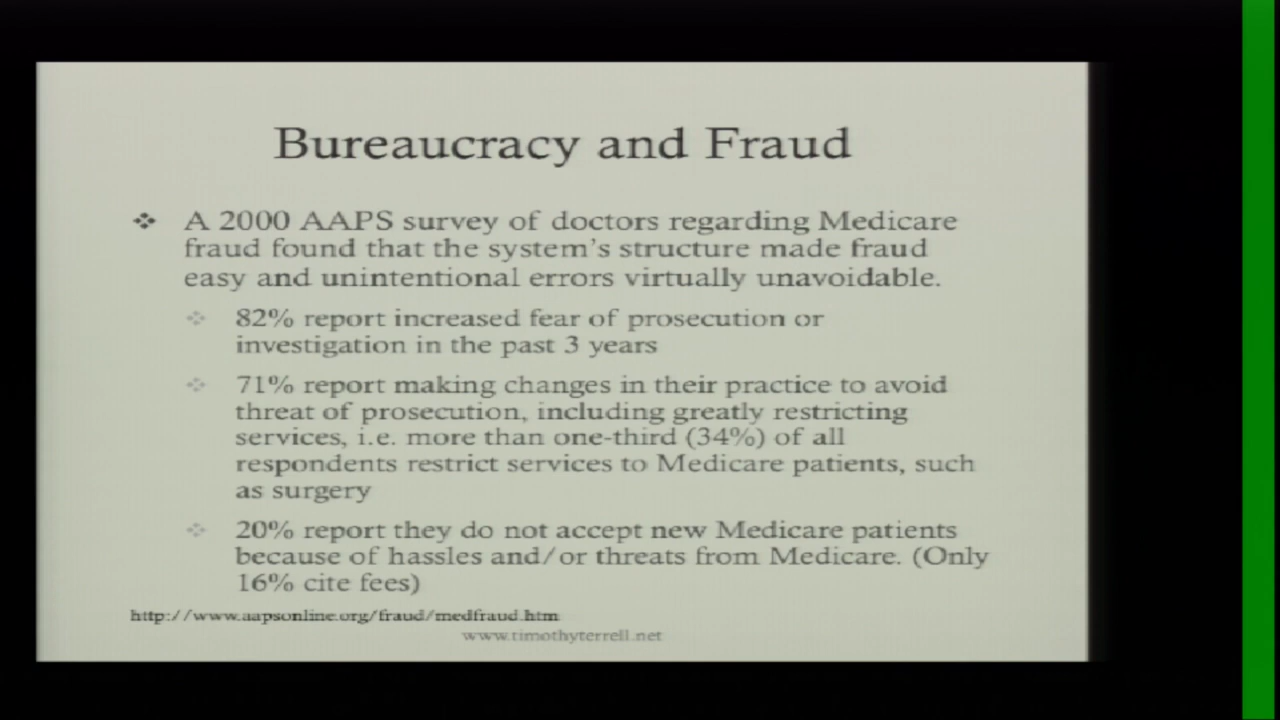 Bureaucracy and Fraud
A 2000 AAPS survey of doctors regarding Medicare
fraud found that the system's structure made fraud
easy and unintentional errors virtually unavoidable.
82% report increased fear of prosecution or
investigation in the past 3 years
71% report making changes in their practice to avoid
threat of prosecution, including greatly restricting
services, i.e. more than one-third (34%) of all
respondents restrict services to Medicare patients, such
as surgery
20% report they do not accept new Medicare patients
because of hassles and/or threats from Medicare. (Only
16% cite fees)
http://www.aapsonline.org/fraud/medfraud.htm
www.timothyterrell.net